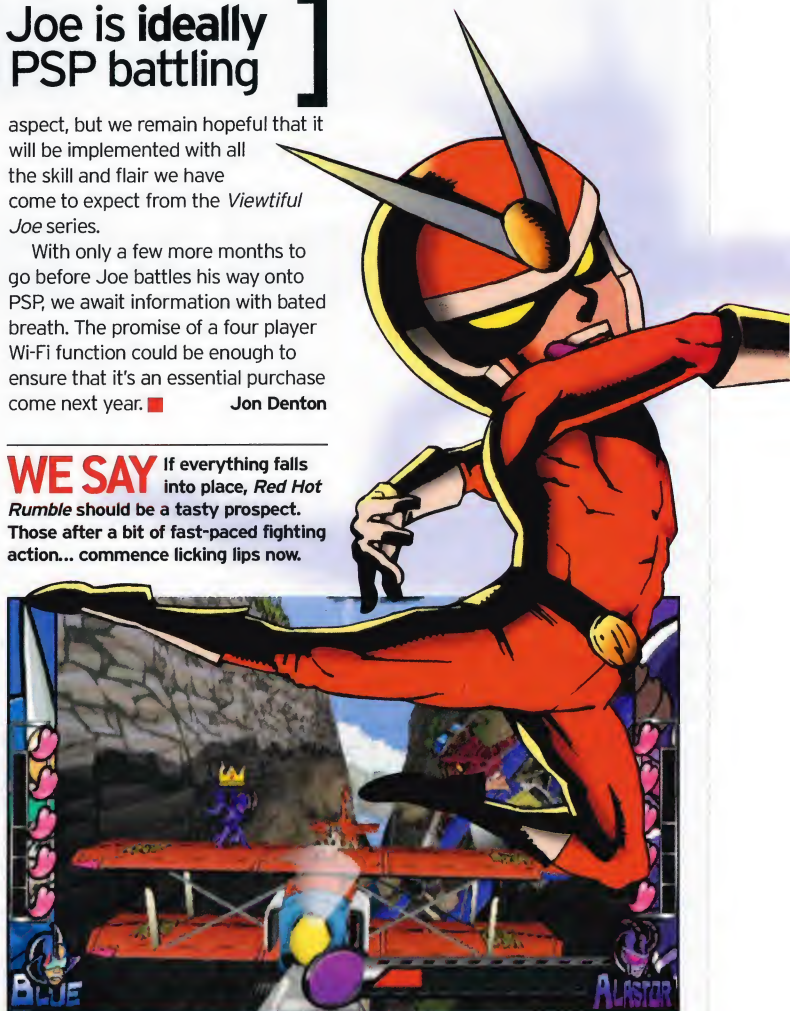 Joe is ideally
PSP battling
aspect, but we remain hopeful that it
will be implemented with all
the skill and flair we have
come to expect from the Viewtiful
Joe series.
With only a few more months to
go before Joe battles his way onto
PSP, we await information with bated
breath. The promise of a four player
Wi-Fi function could be enough to
ensure that it's an essential purchase
come next year. Jon Denton
WE SAY If everything falls
into place, Red Hot
Rumble should be a tasty prospect.
Those after a bit of fast-paced fighting
action... commence licking lips now.
BLUE
ALASTOR